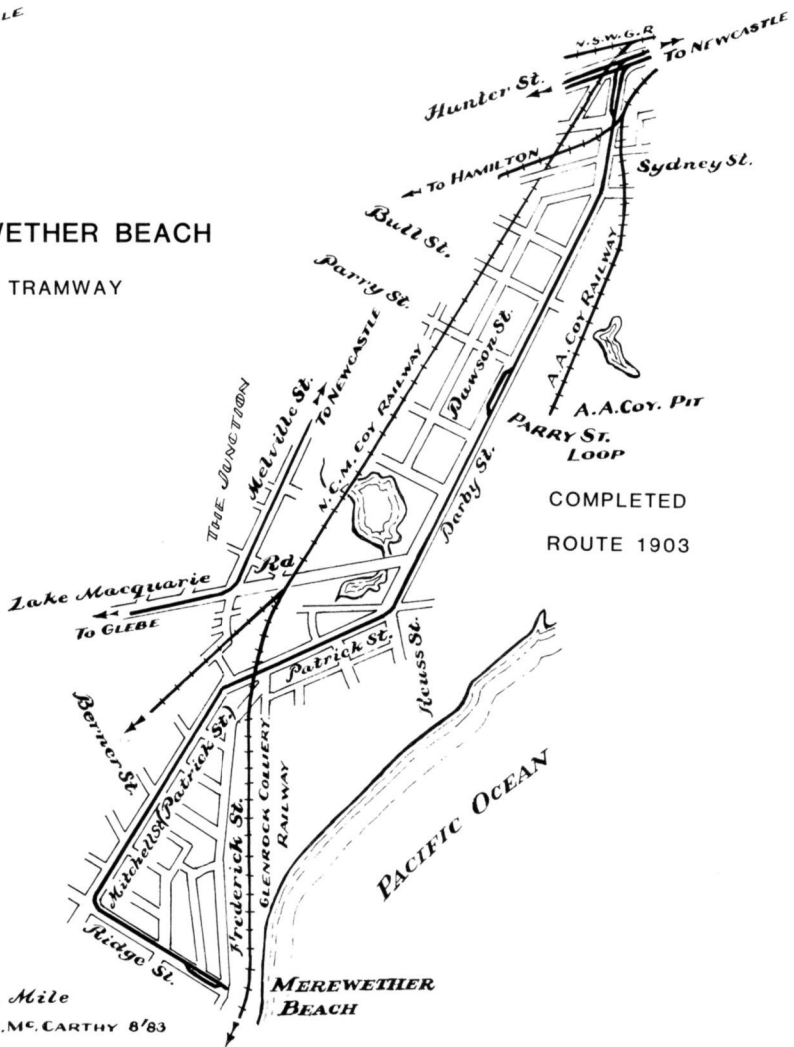 LE
N.S.W.G.R
TO NEWCASTLE
Hunter St.
TO HAMILTON
Sydney St.
Bull St.
WETHER BEACH
TRAMWAY
Parry St.
A.A. COY RAILWAY
Dawson St.
TO NEWCASTLE
N.C.M. COY RAILWAY
THE JUNCTION
Melville St.
A.A.COY. PIT
PARRY ST.
LOOP
Darby St.
COMPLETED
ROUTE 1903
Lake Macquarie Rd
TO GLEBE
Patrick St.
Berner St.
Mitchell St. (Patrick St.)
Frederick St.
GLENROCK COLLIERY
RAILWAY
PACIFIC OCEAN
Ridge St.
MEREWETHER
BEACH
Mile
MC. CARTHY 8/83